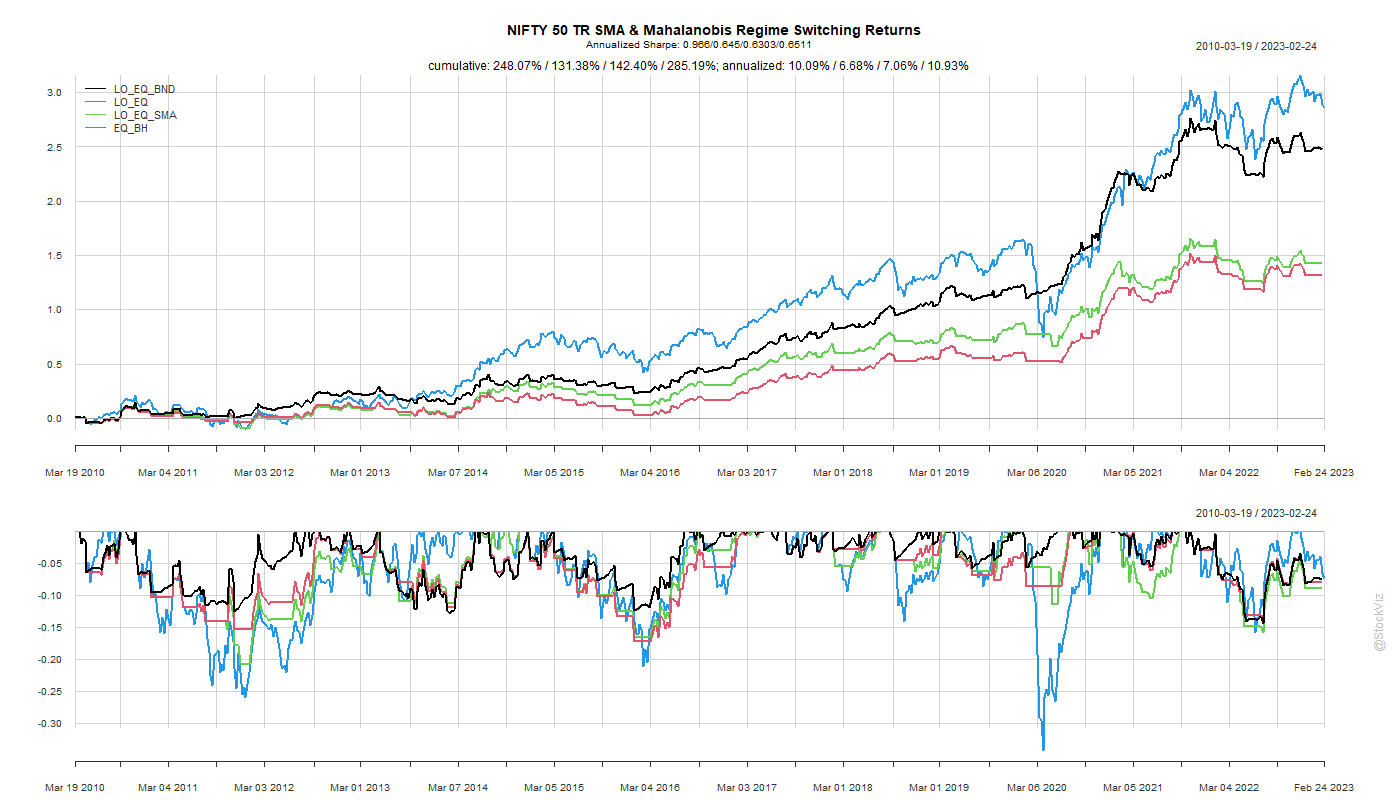 NIFTY 50 TR SMA & Mahalanobis Regime Switching Returns
Annualized Sharpe: 0.966/0.645/0.6303/0.6511
2010-03-19 / 2023-02-24
cumulative: 248.07% / 131.38% / 142.40% / 285.19%; annualized: 10.09% / 6.68% / 7.06% / 10.93%
LO_EQ_BND
LO_EQ
LO_EQ_SMA
EQ_BH
3.0
2.5
2.0
1.5
1.0
0.5
0.0
Mar 19 2010 Mar 04 2011 Mar 03 2012 Mar 01 2013 Mar 07 2014 Mar 05 2015 Mar 04 2016 Mar 03 2017 Mar 01 2018 Mar 01 2019 Mar 06 2020 Mar 05 2021 Mar 04 2022 Feb 24 2023
2010-03-19 / 2023-02-24
-0.05
-0.10
-0.15
-0.20
-0.25
-0.30
Mar 19 2010 Mar 04 2011 Mar 03 2012 Mar 01 2013 Mar 07 2014 Mar 05 2015 Mar 04 2016 Mar 03 2017 Mar 01 2018 Mar 01 2019 Mar 06 2020 Mar 05 2021 Mar 04 2022 Feb 24 2023
@StockViz